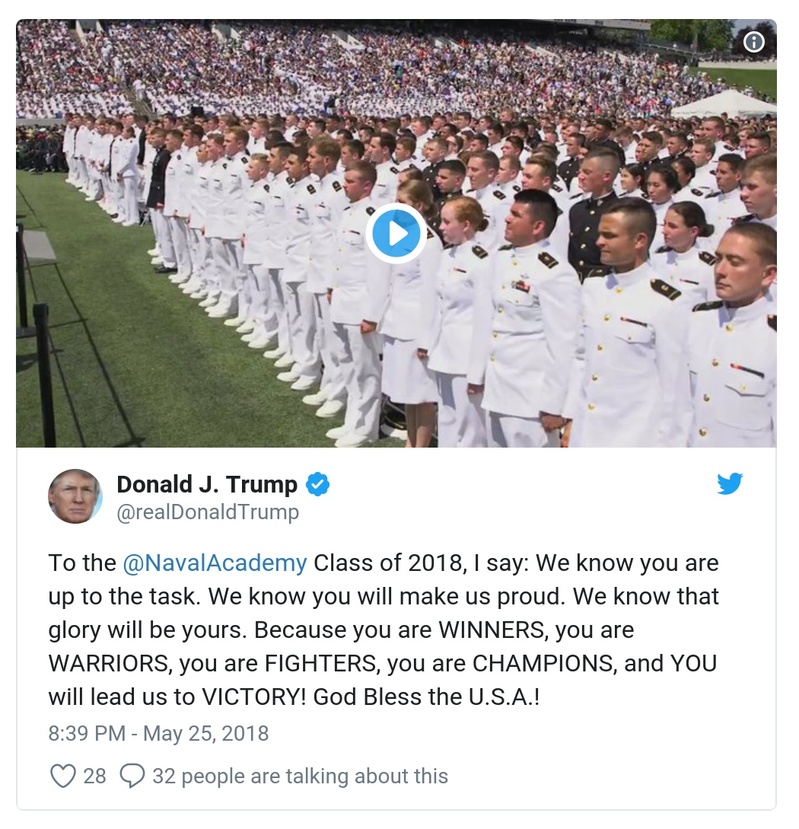 Donald J. Trump
@realDonaldTrump
To the @NavalAcademy Class of 2018, I say: We know you are
up to the task. We know you will make us proud. We know that
glory will be yours. Because you are WINNERS, you are
WARRIORS, you are FIGHTERS, you are CHAMPIONS, and YOU
will lead us to VICTORY! God Bless the U.S.A.!
8:39 PM - May 25, 2018
28 32 people are talking about this